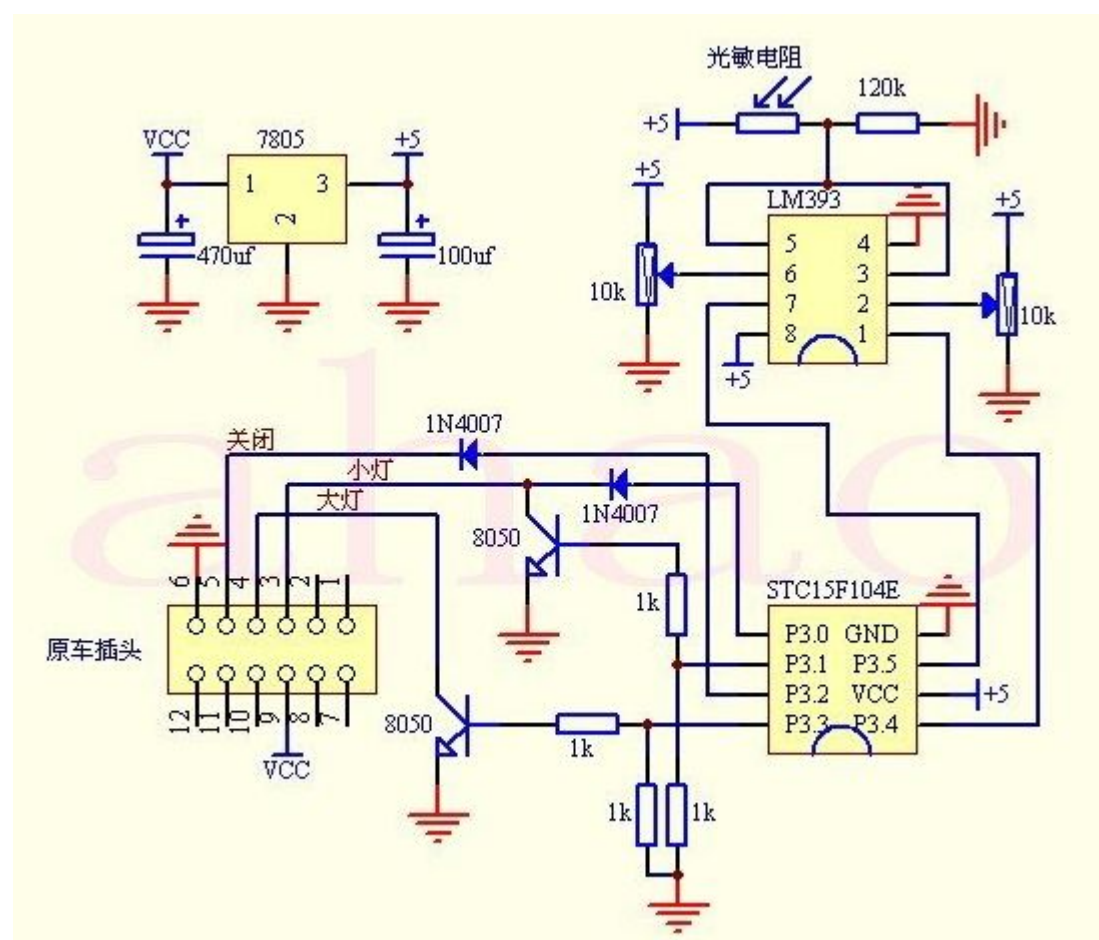 光敏电阻
120k
+5
VCC
7805
+5
1
3
2
470uf
100uf
+5
LM393
+5
5
4
6
3
7
2
8
1
10k
10k
+5
ahao
1N4007
关闭
小灯
大灯
1N4007
8050
6
5
4
3
2
1
原车插头
12
11
10
9
8
7
VCC
1k
STC15F104E
P3.0 GND
P3.1 P3.5
P3.2 VCC
P3.3 P3.4
+5
8050
1k
1k
1k